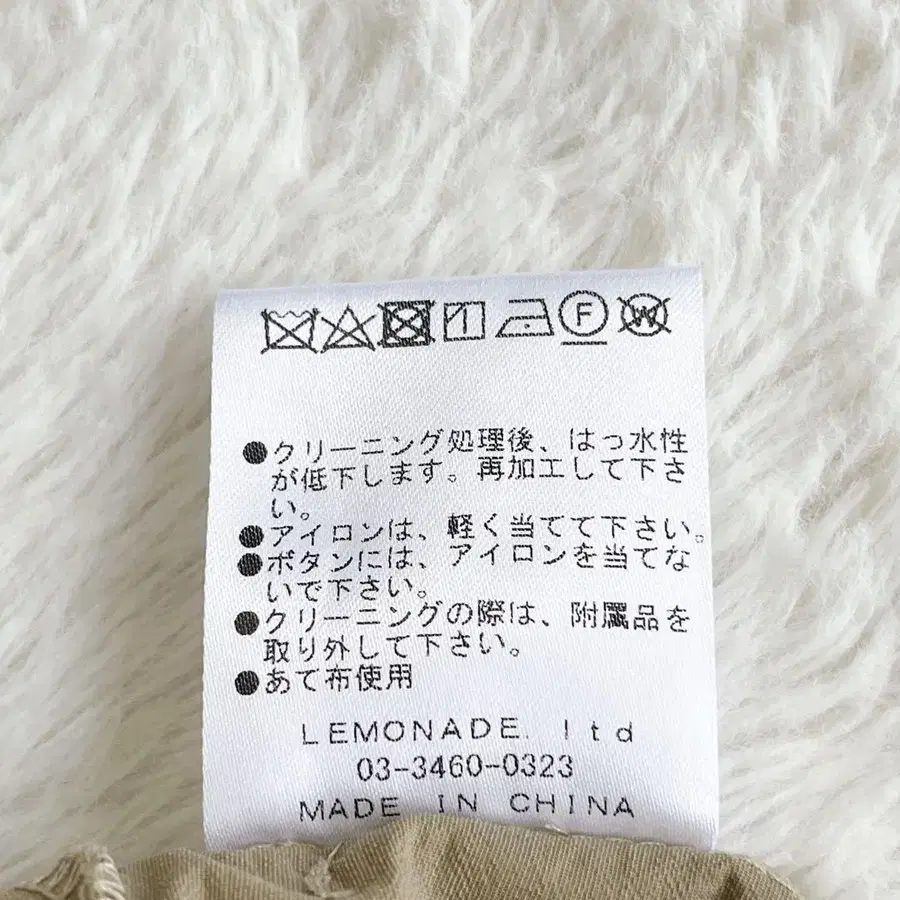 F W
●クリーニング処理後、はっ水性
が低下します。再加工して下さ
い。
●アイロンは、軽く当てて下さい。
●ボタンには、アイロンを当てな
いで下さい。
●クリーニングの際は、附属品を
取り外して下さい。
●あて布使用
LEMONADE. ltd
03-3460-0323
MADE IN CHINA